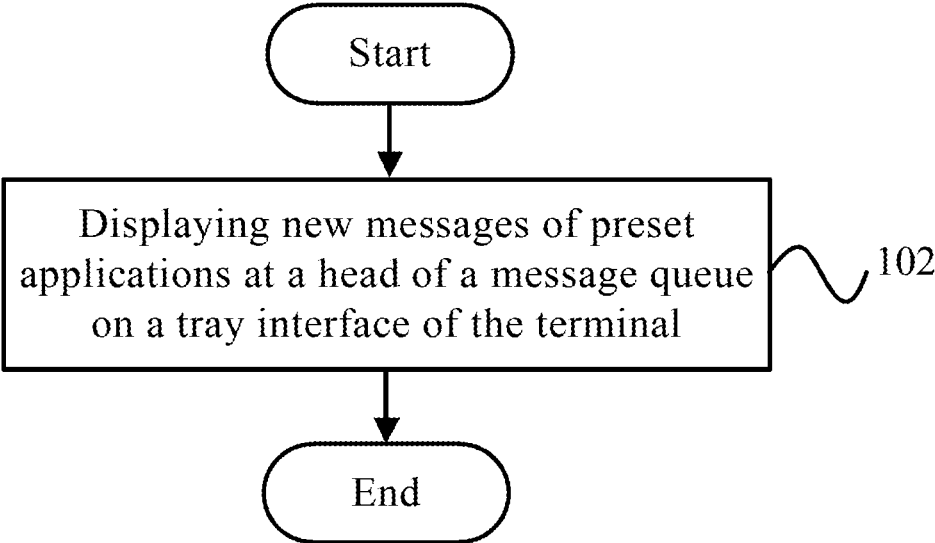 Start
Displaying new messages of preset
applications at a head of a message queue
on a tray interface of the terminal
102
End